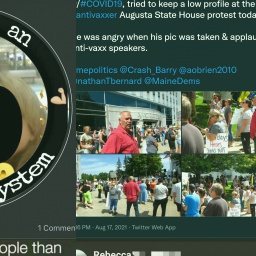 /#COVID19, tried to keep a low profile at the
antivaxxer Augusta State House protest toda
e was angry when his pic was taken & applau
nti-vaxx speakers.
mepolitics @Crash_Barry @aobrien2010
nathanTbernard @MaineDems
an
ystem
1 Commen
PM · Aug 17, 2021 · Twitter Web App
ople than
Rebecca